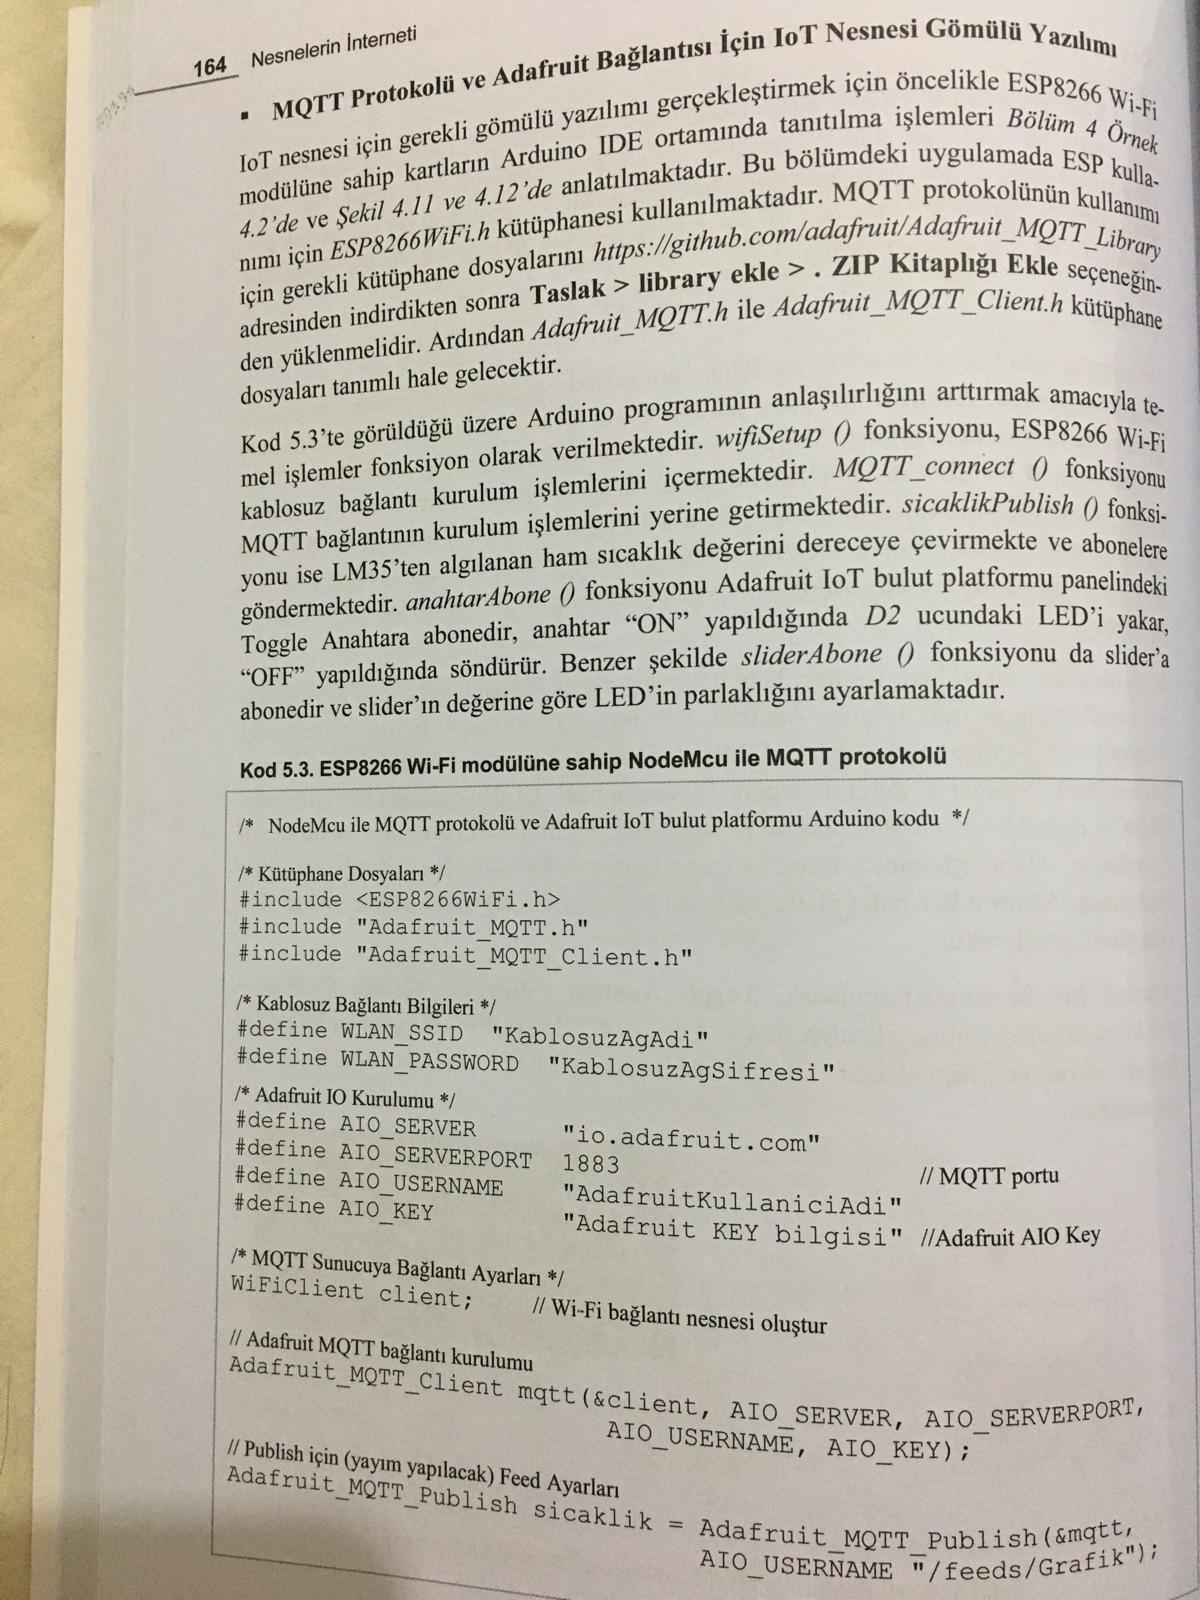 164 Nesnelerin İnterneti
▪ MQTT Protokolü ve Adafruit Bağlantısı İçin IoT Nesnesi Gömülü Yazılımı
IoT nesnesi için gerekli gömülü yazılımı gerçekleştirmek için öncelikle ESP8266 Wi-Fi
modülüne sahip kartların Arduino IDE ortamında tanıtılma işlemleri Bölüm 4 Örnek
4.2’de ve Şekil 4.11 ve 4.12’de anlatılmaktadır. Bu bölümdeki uygulamada ESP kulla-
nımı için ESP8266WiFi.h kütüphanesi kullanılmaktadır. MQTT protokolünün kullanımı
için gerekli kütüphane dosyalarını https://github.com/adafruit/Adafruit_MQTT_Library
adresinden indirdikten sonra Taslak > library ekle > . ZIP Kitaplığı Ekle seçeneğin-
den yüklenmelidir. Ardından Adafruit_MQTT.h ile Adafruit_MQTT_Client.h kütüphane
dosyaları tanımlı hale gelecektir.
Kod 5.3’te görüldüğü üzere Arduino programının anlaşılırlığını arttırmak amacıyla te-
mel işlemler fonksiyon olarak verilmektedir. wifiSetup () fonksiyonu, ESP8266 Wi-Fi
kablosuz bağlantı kurulum işlemlerini içermektedir. MQTT_connect () fonksiyonu
MQTT bağlantının kurulum işlemlerini yerine getirmektedir. sicaklikPublish () fonksi-
yonu ise LM35’ten algılanan ham sıcaklık değerini dereceye çevirmekte ve abonelere
göndermektedir. anahtarAbone () fonksiyonu Adafruit IoT bulut platformu panelindeki
Toggle Anahtara abonedir, anahtar “ON” yapıldığında D2 ucundaki LED’i yakar,
“OFF” yapıldığında söndürür. Benzer şekilde sliderAbone () fonksiyonu da slider’a
abonedir ve slider’ın değerine göre LED’in parlaklığını ayarlamaktadır.
Kod 5.3. ESP8266 Wi-Fi modülüne sahip NodeMcu ile MQTT protokolü
/* NodeMcu ile MQTT protokolü ve Adafruit IoT bulut platformu Arduino kodu */
/* Kütüphane Dosyaları */
#include <ESP8266WiFi.h>
#include "Adafruit_MQTT.h"
#include "Adafruit_MQTT_Client.h"
/* Kablosuz Bağlantı Bilgileri */
#define WLAN_SSID "KablosuzAgAdi"
#define WLAN_PASSWORD "KablosuzAgSifresi"
/* Adafruit IO Kurulumu */
#define AIO_SERVER "io.adafruit.com"
#define AIO_SERVERPORT 1883 // MQTT portu
#define AIO_USERNAME "AdafruitKullaniciAdi"
#define AIO_KEY "Adafruit KEY bilgisi" //Adafruit AIO Key
/* MQTT Sunucuya Bağlantı Ayarları */
WiFiClient client; // Wi-Fi bağlantı nesnesi oluştur
// Adafruit MQTT bağlantı kurulumu
Adafruit_MQTT_Client mqtt(&client, AIO_SERVER, AIO_SERVERPORT,
AIO_USERNAME, AIO_KEY);
// Publish için (yayım yapılacak) Feed Ayarları
Adafruit_MQTT_Publish sicaklik = Adafruit_MQTT_Publish(&mqtt,
AIO_USERNAME "/feeds/Grafik");